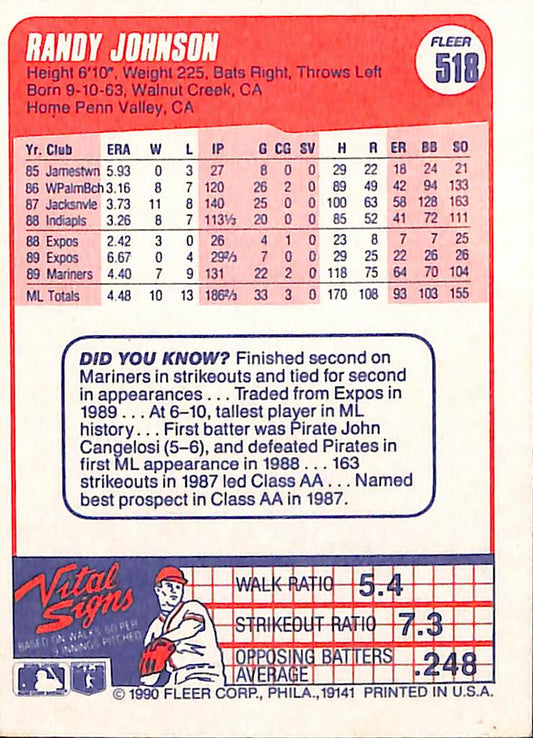 RANDY JOHNSON
FLEER
518
Height 6'10", Weight 225, Bats Right, Throws Left
Born 9-10-63, Walnut Creek, CA
Home Penn Valley, CA
Yr. Club ERA W L IP G CG SV H R ER BB SO
85 Jamestwn 5.93 0 3 27 8 0 0 29 22 18 24 21
86 WPalmBch 3.16 8 7 120 26 2 0 89 49 42 94 133
87 Jacksnvle 3.73 11 8 140 25 0 0 100 63 58 128 163
88 Indiapls 3.26 8 7 113⅓ 20 0 0 85 52 41 72 111
88 Expos 2.42 3 0 26 4 1 0 23 8 7 7 25
89 Expos 6.67 0 4 29⅔ 7 0 0 29 25 22 26 26
89 Mariners 4.40 7 9 131 22 2 0 118 75 64 70 104
ML Totals 4.48 10 13 186⅔ 33 3 0 170 108 93 103 155
DID YOU KNOW? Finished second on
Mariners in strikeouts and tied for second
in appearances . . . Traded from Expos in
1989 . . . At 6–10, tallest player in ML
history . . . First batter was Pirate John
Cangelosi (5–6), and defeated Pirates in
first ML appearance in 1988 . . . 163
strikeouts in 1987 led Class AA . . . Named
best prospect in Class AA in 1987.
Vital
Signs
BASED ON WALKS, SO PER
INNINGS PITCHED
WALK RATIO 5.4
STRIKEOUT RATIO 7.3
OPPOSING BATTERS
AVERAGE .248
© 1990 FLEER CORP., PHILA., 19141 PRINTED IN U.S.A.